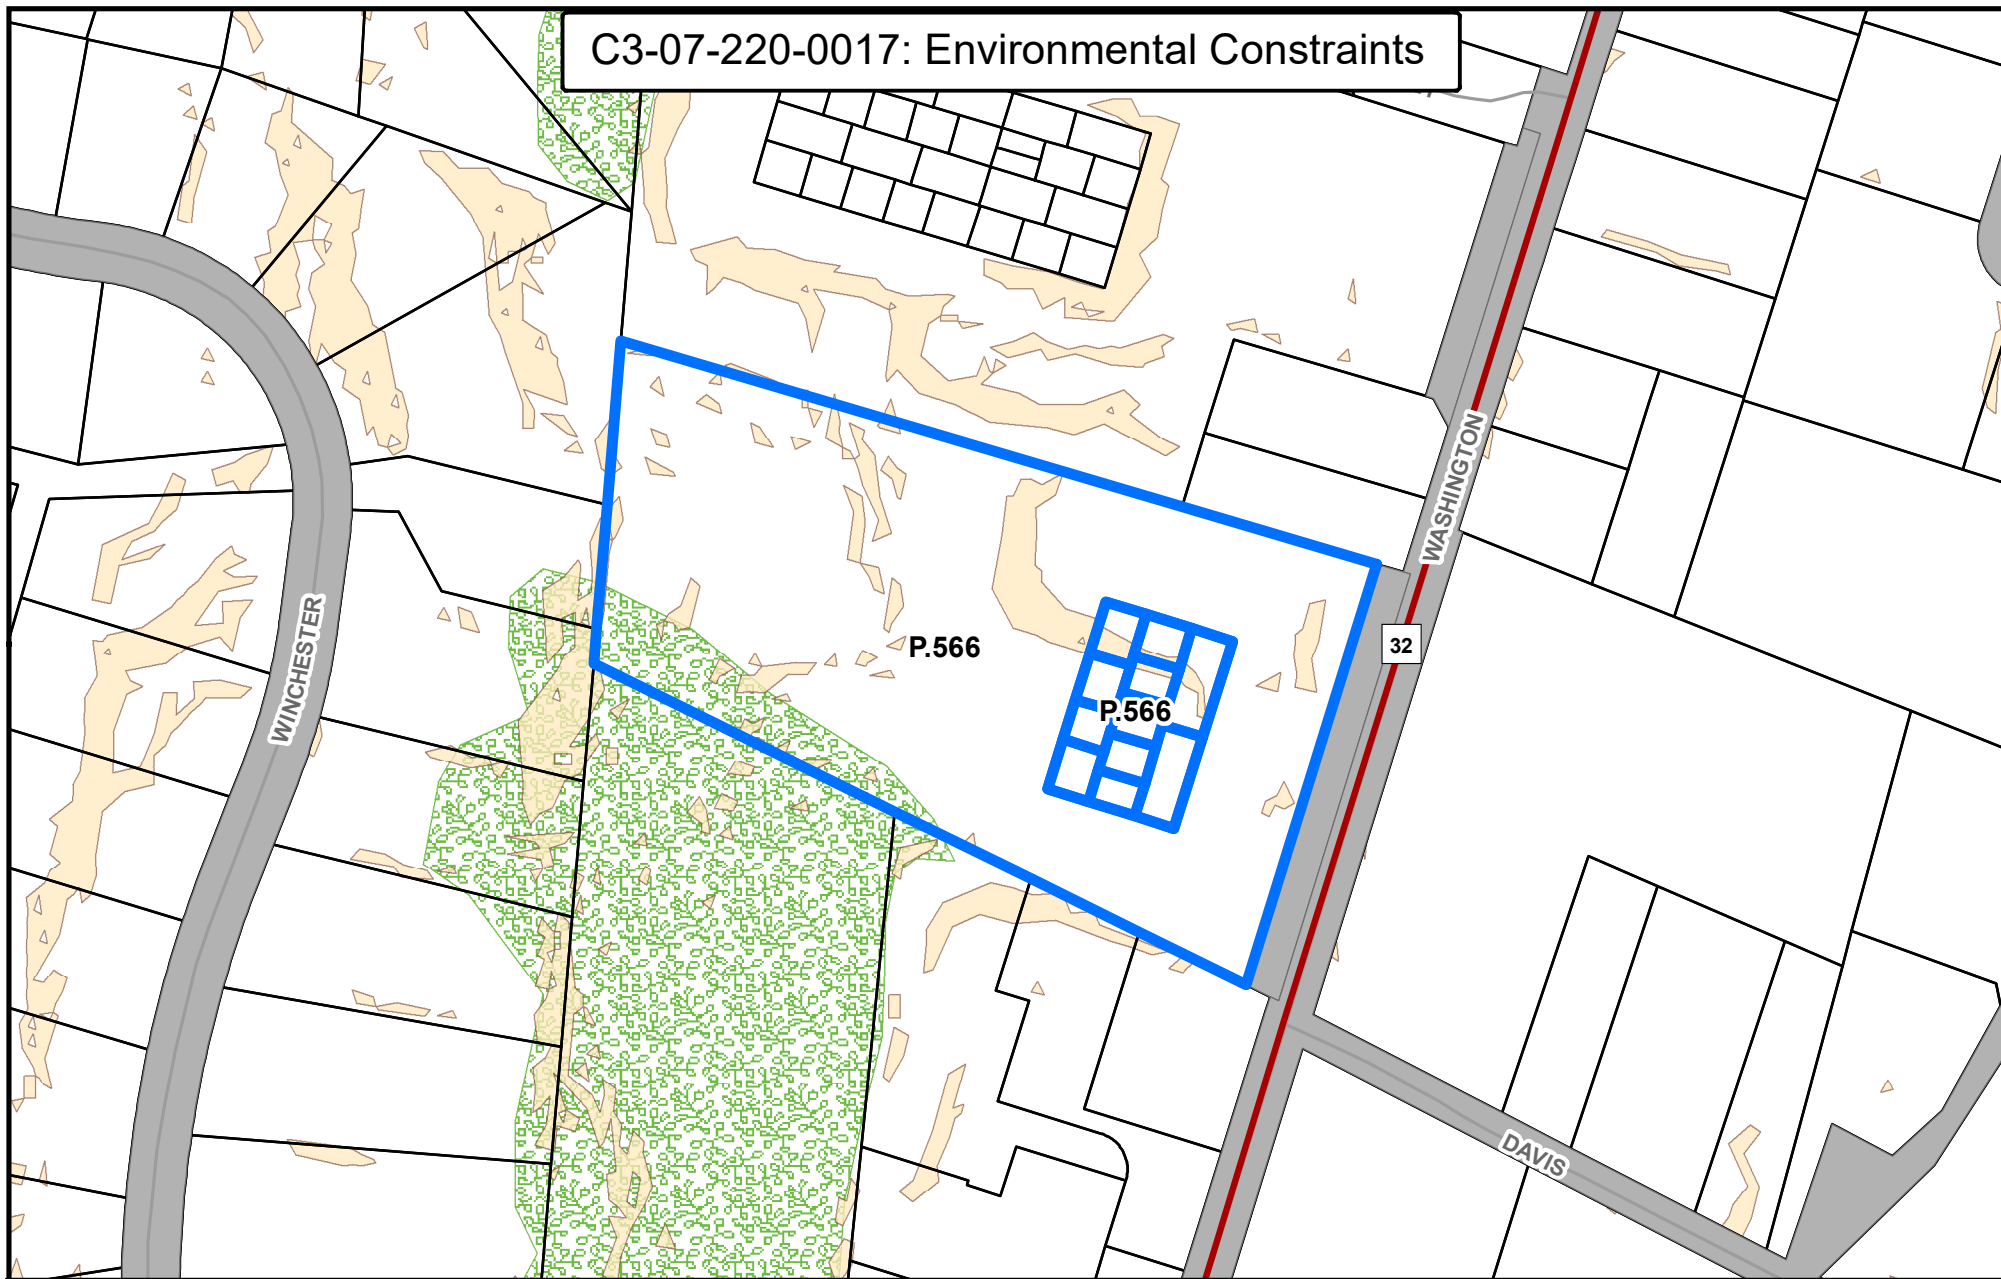 C3-07-220-0017: Environmental Constraints
WASHINGTON
32
P.566
P.566
WINCHESTER
DAVIS